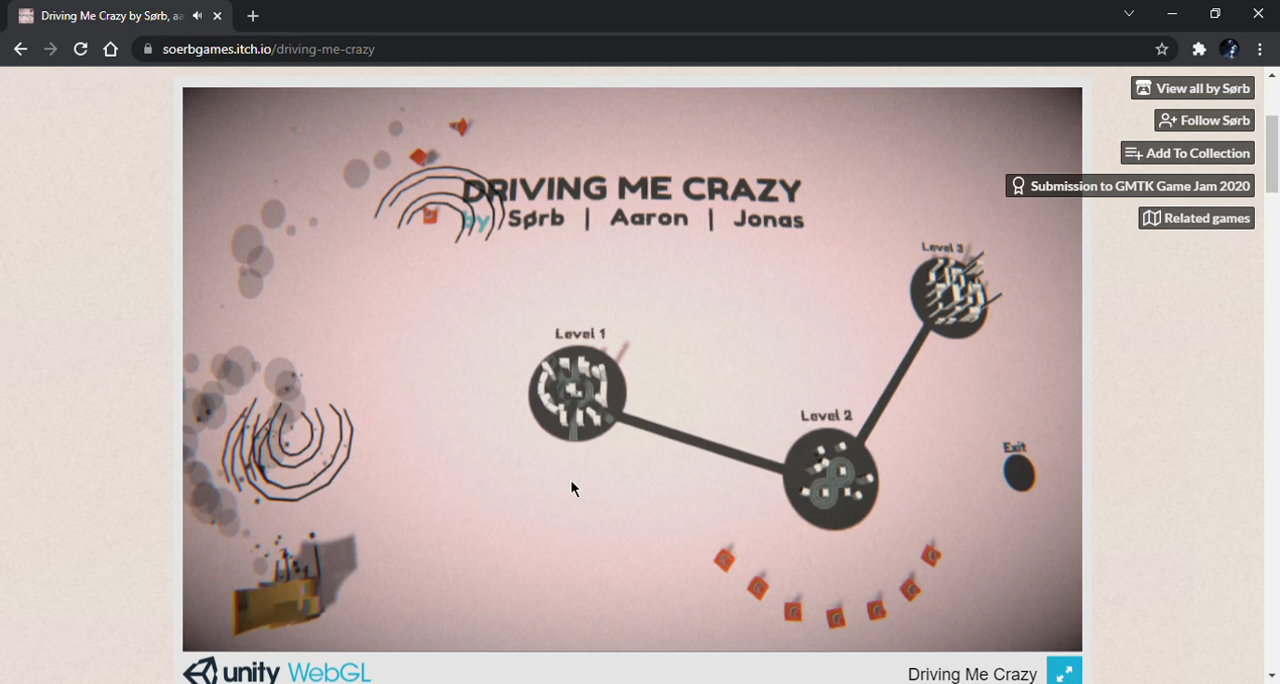 Driving Me Crazy by Sørb, aa
soerbgames.itch.io/driving-me-crazy
View all by Sørb
Follow Sørb
Add To Collection
Submission to GMTK Game Jam 2020
Related games
DRIVING ME CRAZY
by Sørb | Aaron | Jonas
Level 3
Level 1
Level 2
Exit
unity WebGL
Driving Me Crazy